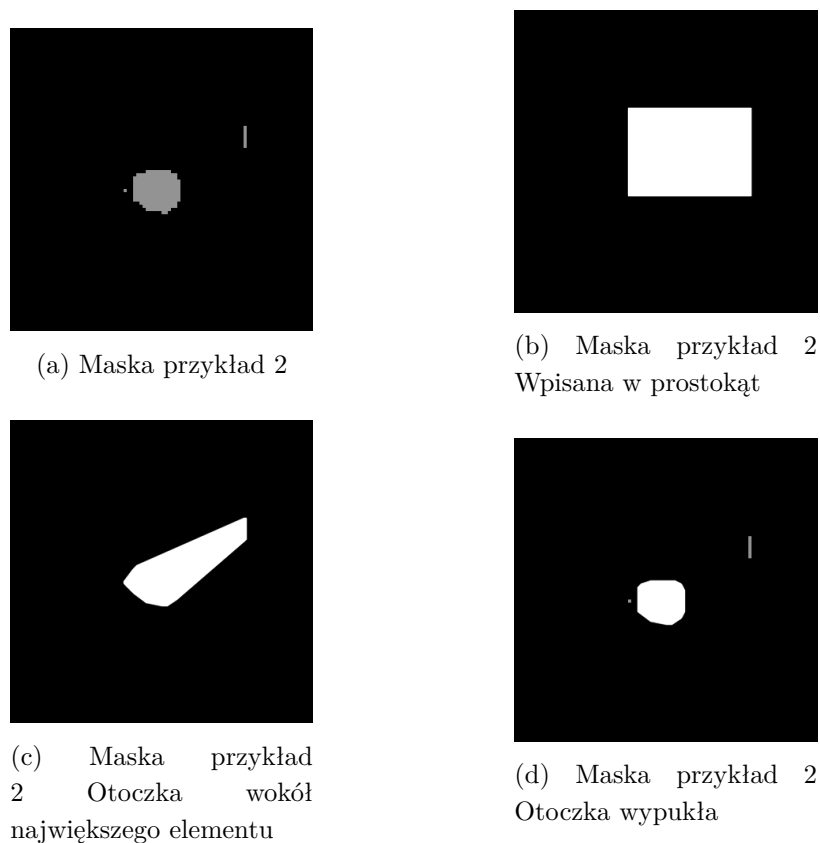 (a) Maska przykład 2
(b) Maska przykład 2
Wpisana w prostokąt
(c) Maska przykład
2 Otoczka wokół
największego elementu
(d) Maska przykład 2
Otoczka wypukła